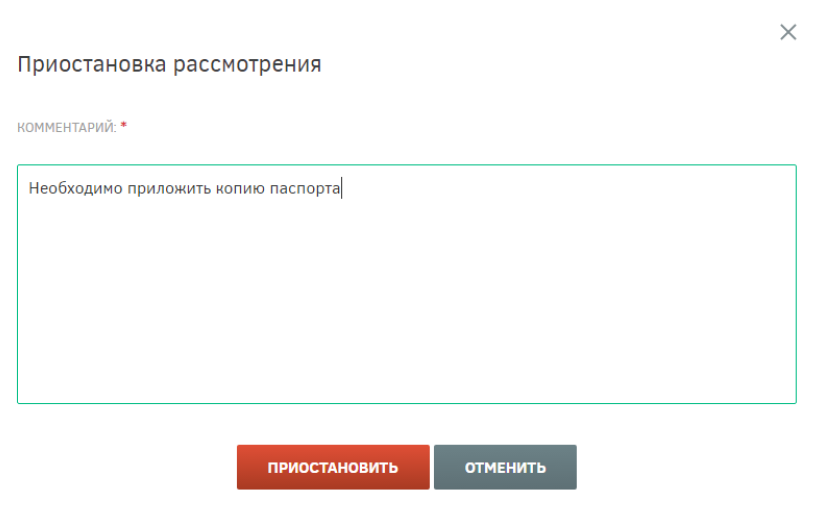 Приостановка рассмотрения
КОММЕНТАРИЙ: *
Необходимо приложить копию паспорта
ПРИОСТАНОВИТЬ ОТМЕНИТЬ